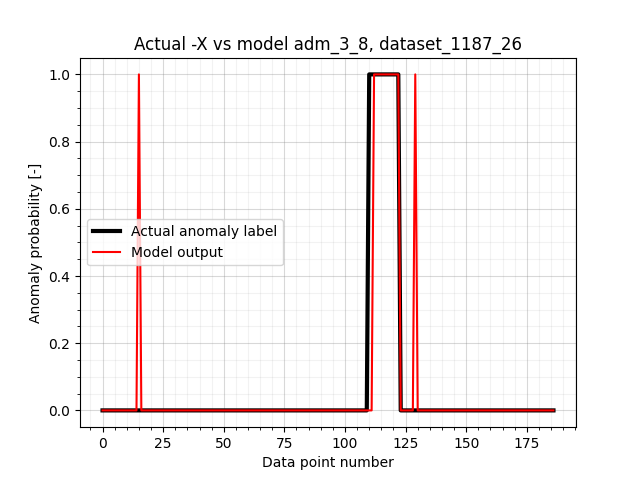 Actual -X vs model adm_3_8, dataset_1187_26
Anomaly probability [-]
1.0
0.8
0.6
0.4
0.2
0.0
Actual anomaly label
Model output
0 25 50 75 100 125 150 175
Data point number